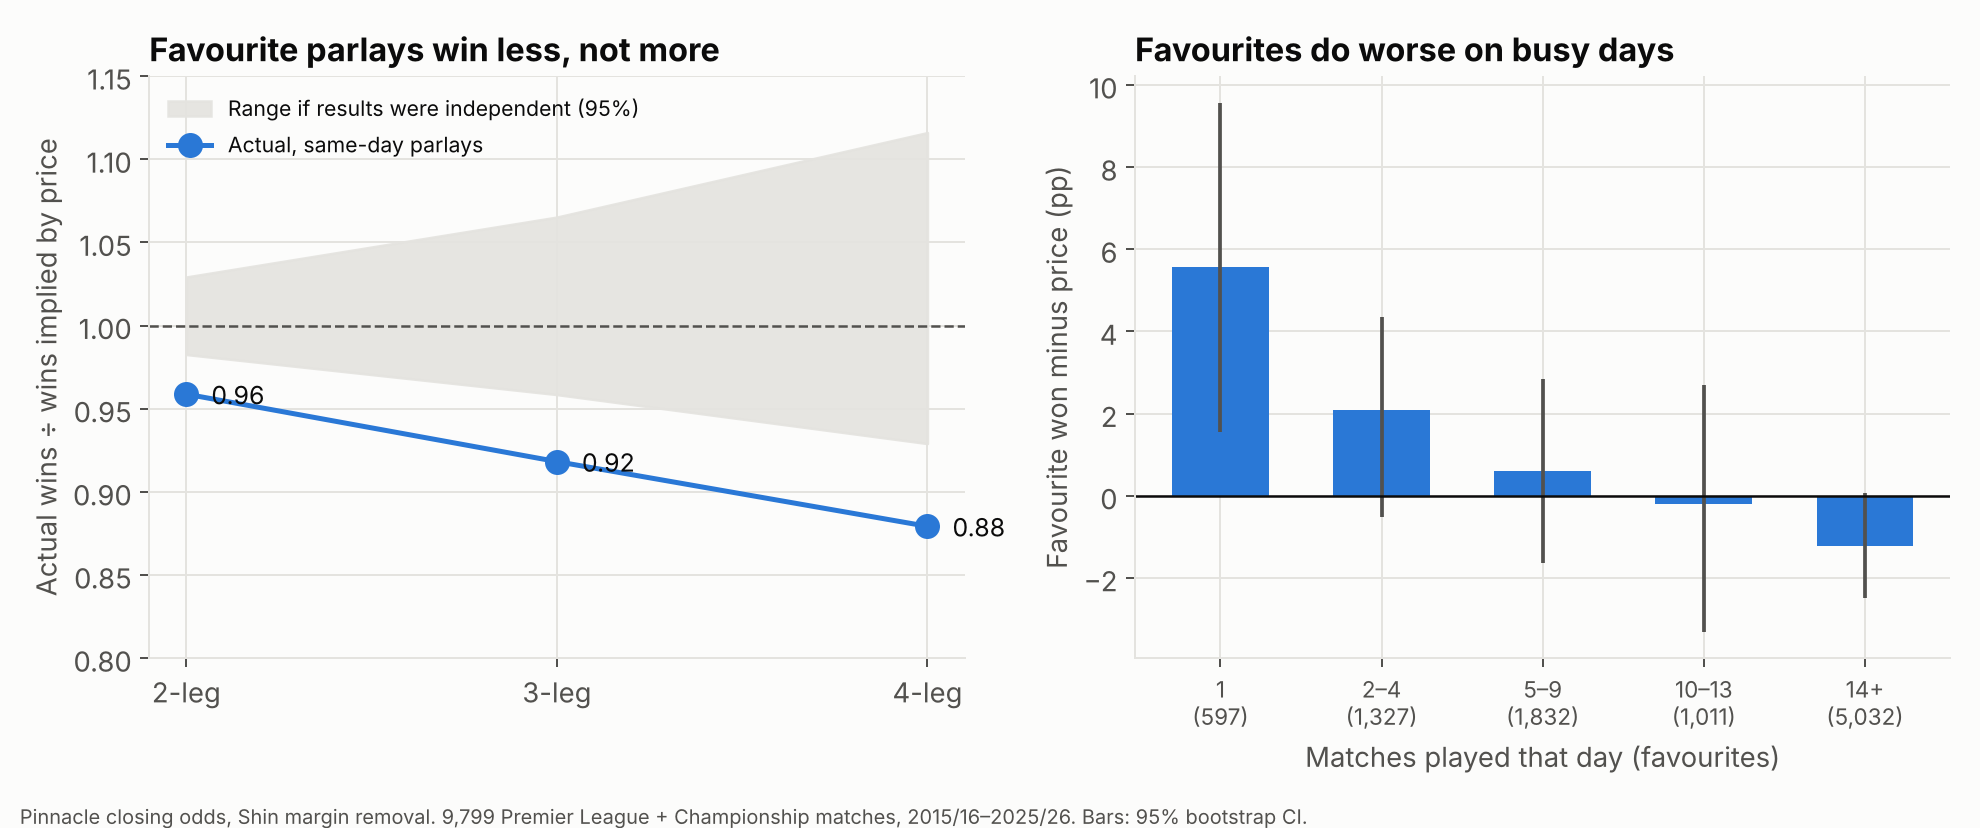 Favourite parlays win less, not more
1.15
1.10
1.05
1.00
0.95
0.90
0.85
0.80
Actual wins ÷ wins implied by price
Range if results were independent (95%)
Actual, same-day parlays
0.96
0.92
0.88
2-leg
3-leg
4-leg
Favourites do worse on busy days
10
8
6
4
2
0
−2
Favourite won minus price (pp)
1
(597)
2–4
(1,327)
5–9
(1,832)
10–13
(1,011)
14+
(5,032)
Matches played that day (favourites)
Pinnacle closing odds, Shin margin removal. 9,799 Premier League + Championship matches, 2015/16–2025/26. Bars: 95% bootstrap CI.